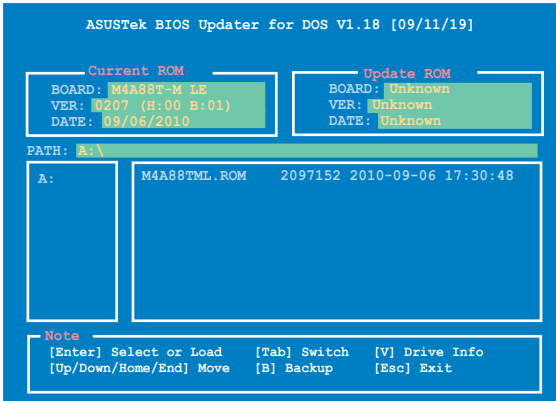 ASUSTek BIOS Updater for DOS V1.18 [09/11/19]
Current ROM
BOARD: M4A88T-M LE
VER: 0207 (H:00 B:01)
DATE: 09/06/2010
Update ROM
BOARD: Unknown
VER: Unknown
DATE: Unknown
PATH: A:\
A:
M4A88TML.ROM 2097152 2010-09-06 17:30:48
Note
[Enter] Select or Load [Tab] Switch [V] Drive Info
[Up/Down/Home/End] Move [B] Backup [Esc] Exit